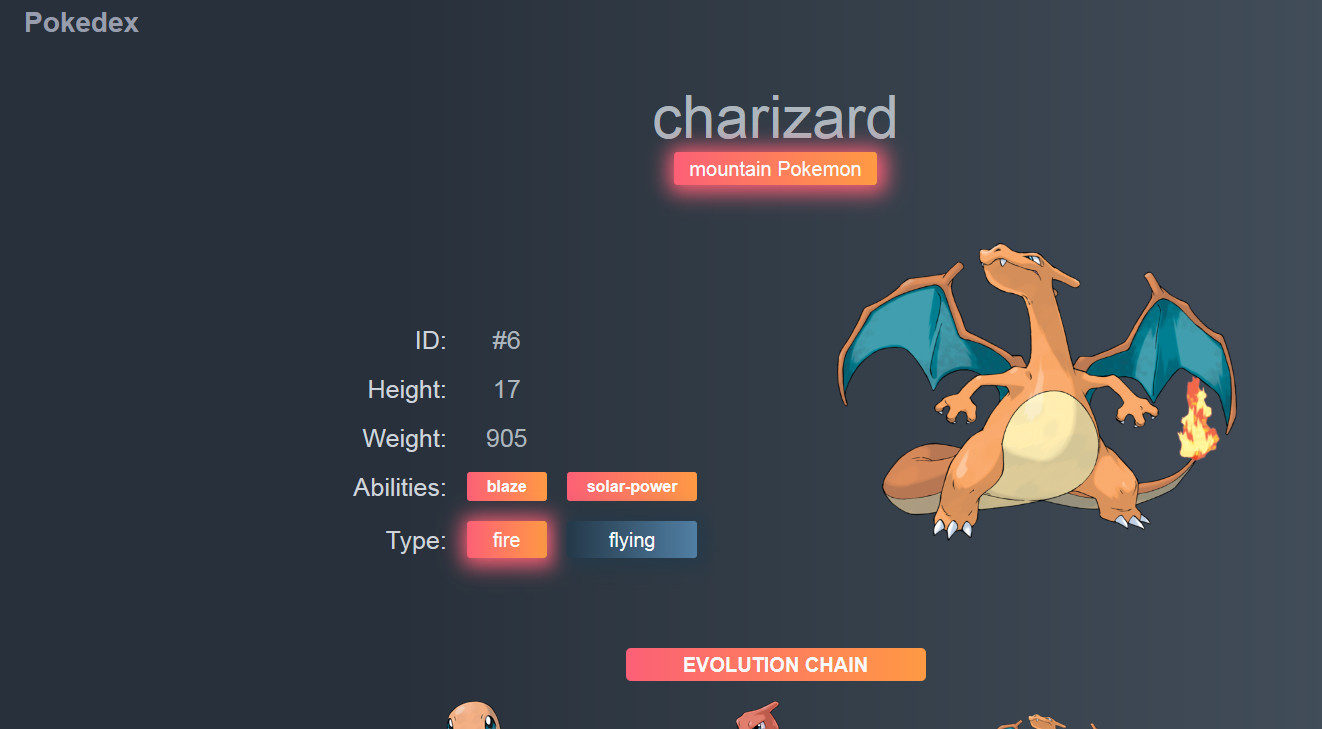 Pokedex
charizard
mountain Pokemon
ID: #6
Height: 17
Weight: 905
Abilities: blaze solar-power
Type: fire flying
EVOLUTION CHAIN